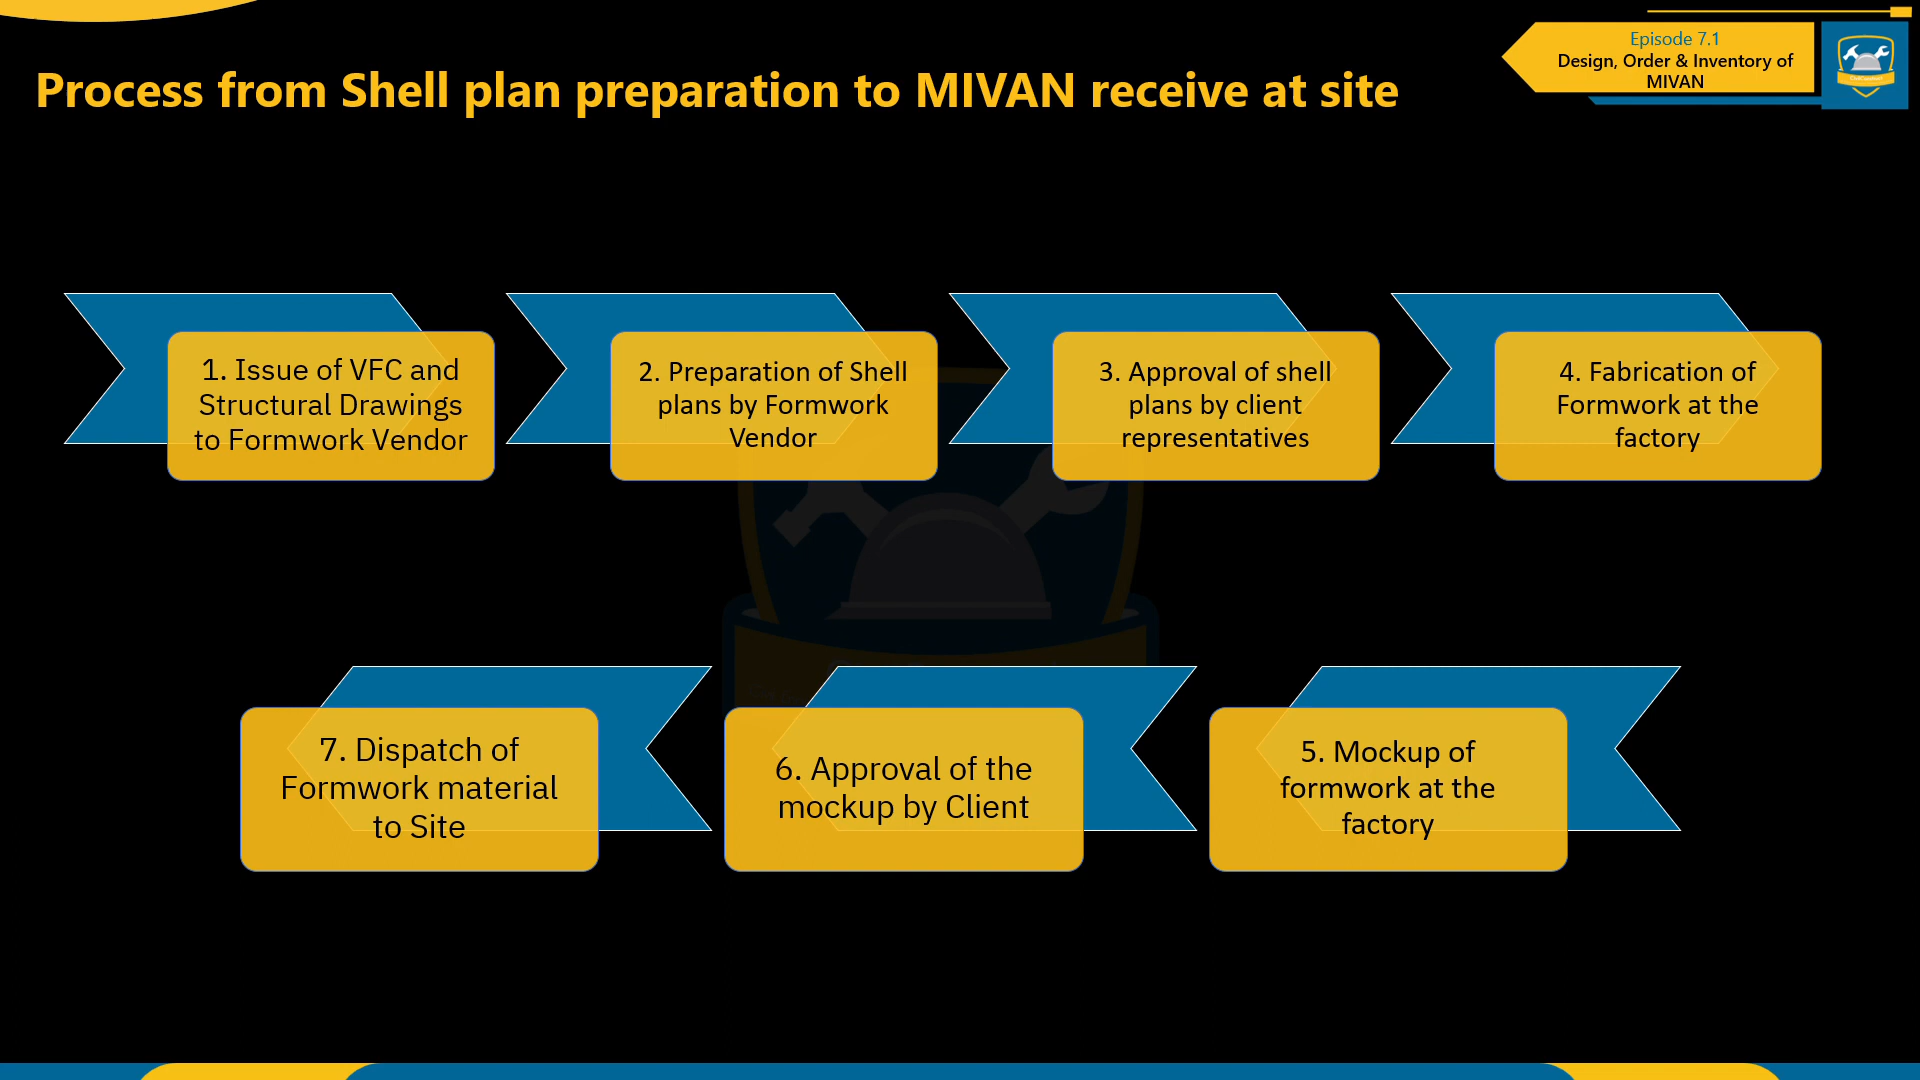 Episode 7.1
Design, Order & Inventory of
MIVAN
Process from Shell plan preparation to MIVAN receive at site
1. Issue of VFC and
Structural Drawings
to Formwork Vendor
2. Preparation of Shell
plans by Formwork
Vendor
3. Approval of shell
plans by client
representatives
4. Fabrication of
Formwork at the
factory
7. Dispatch of
Formwork material
to Site
6. Approval of the
mockup by Client
5. Mockup of
formwork at the
factory